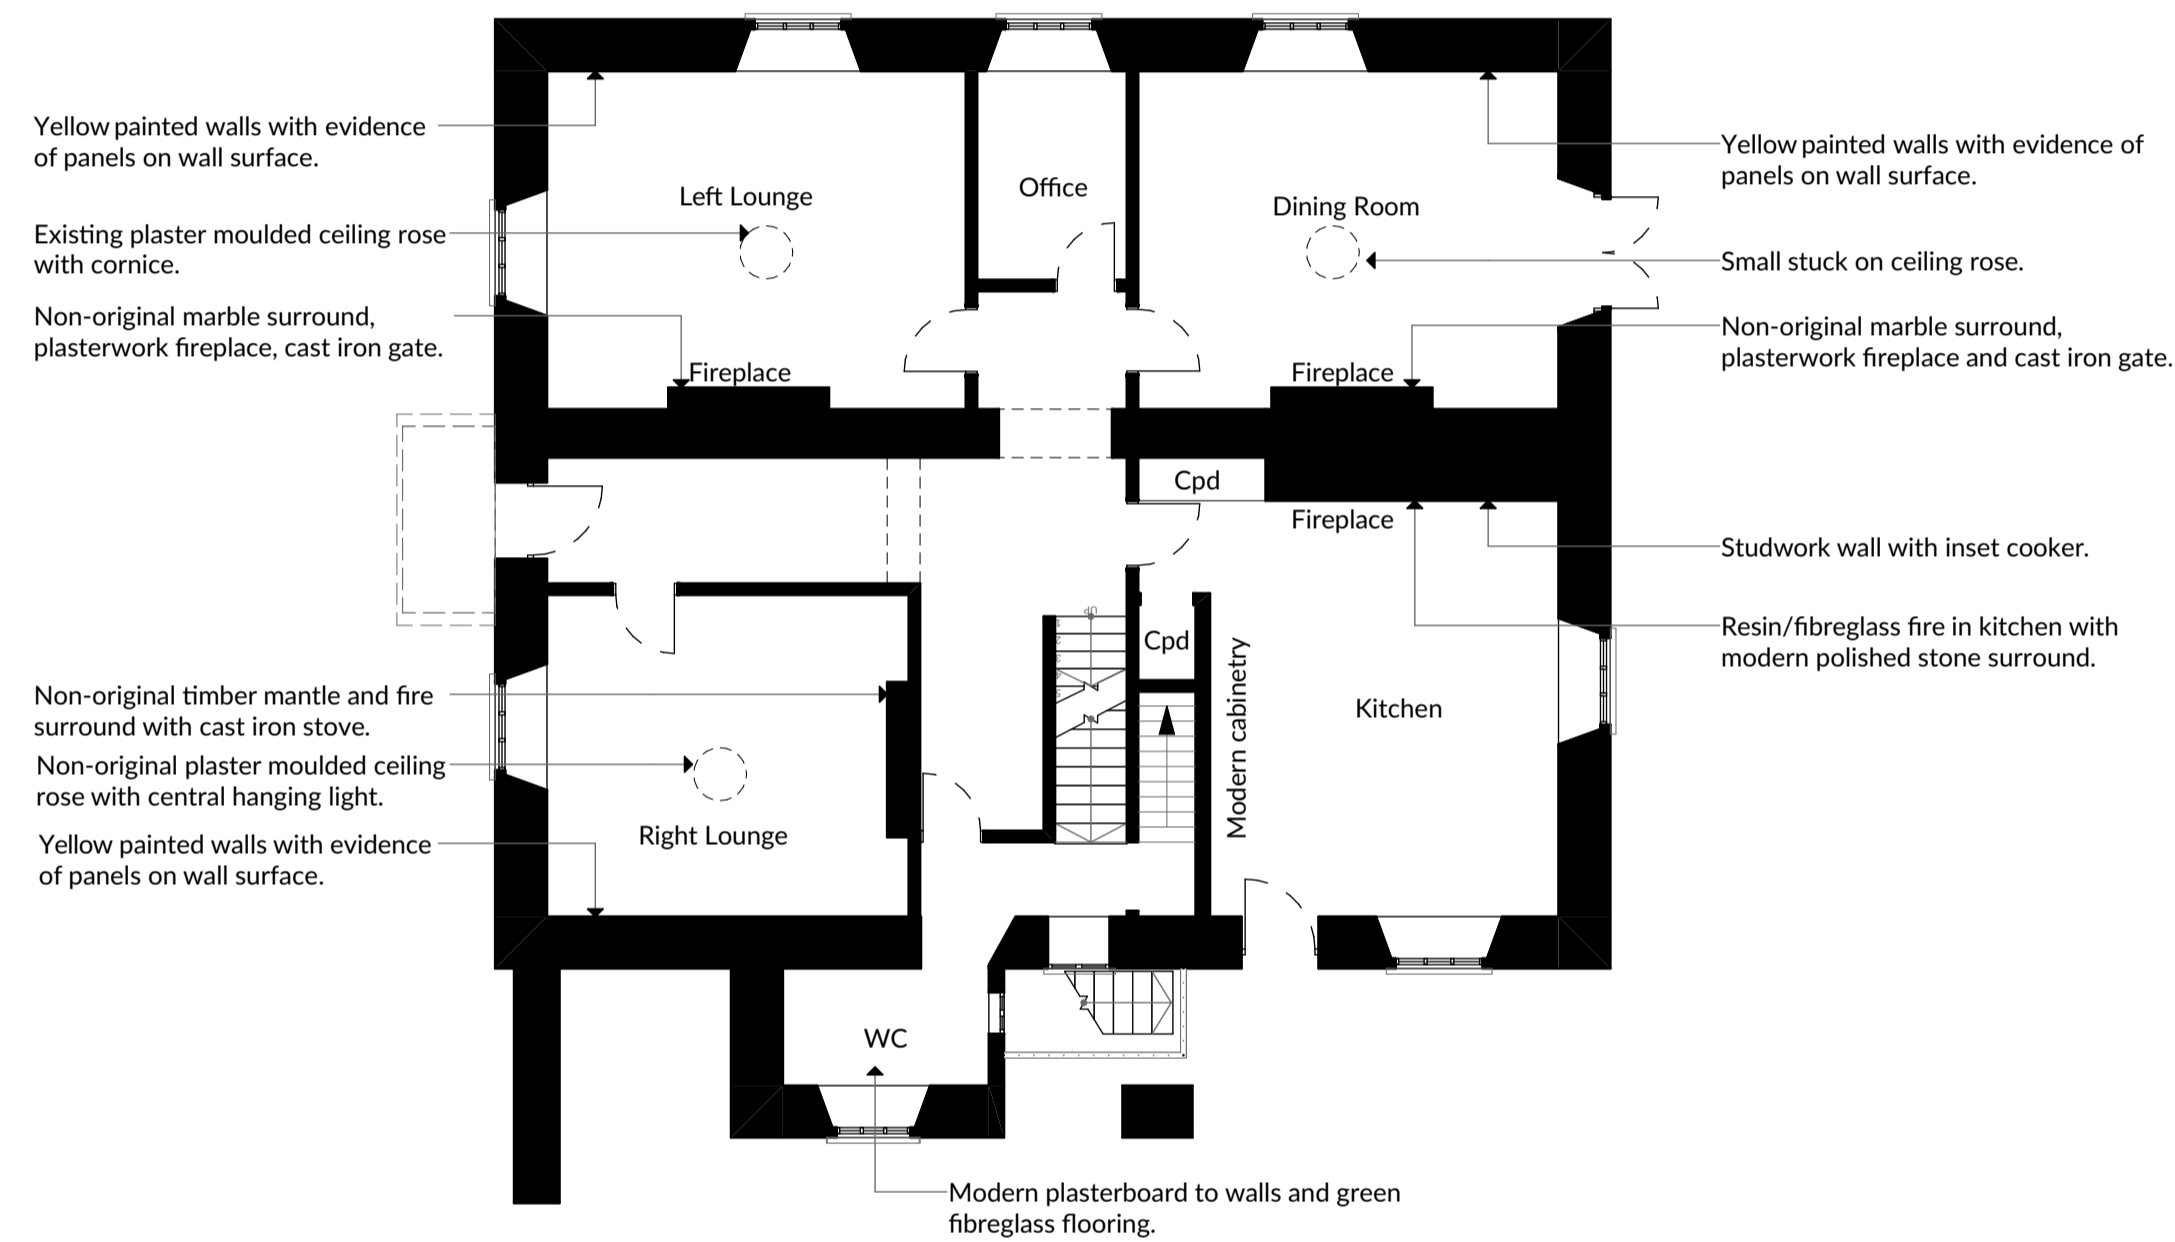 Yellow painted walls with evidence
of panels on wall surface.
Existing plaster moulded ceiling rose
with cornice.
Non-original marble surround,
plasterwork fireplace, cast iron gate.
Left Lounge
Office
Dining Room
Fireplace
Fireplace
Yellow painted walls with evidence of
panels on wall surface.
Small stuck on ceiling rose.
Non-original marble surround,
plasterwork fireplace and cast iron gate.
Cpd
Fireplace
Studwork wall with inset cooker.
Resin/fibreglass fire in kitchen with
modern polished stone surround.
UP
Cpd
Modern cabinetry
Kitchen
Non-original timber mantle and fire
surround with cast iron stove.
Non-original plaster moulded ceiling
rose with central hanging light.
Yellow painted walls with evidence
of panels on wall surface.
Right Lounge
WC
Modern plasterboard to walls and green
fibreglass flooring.